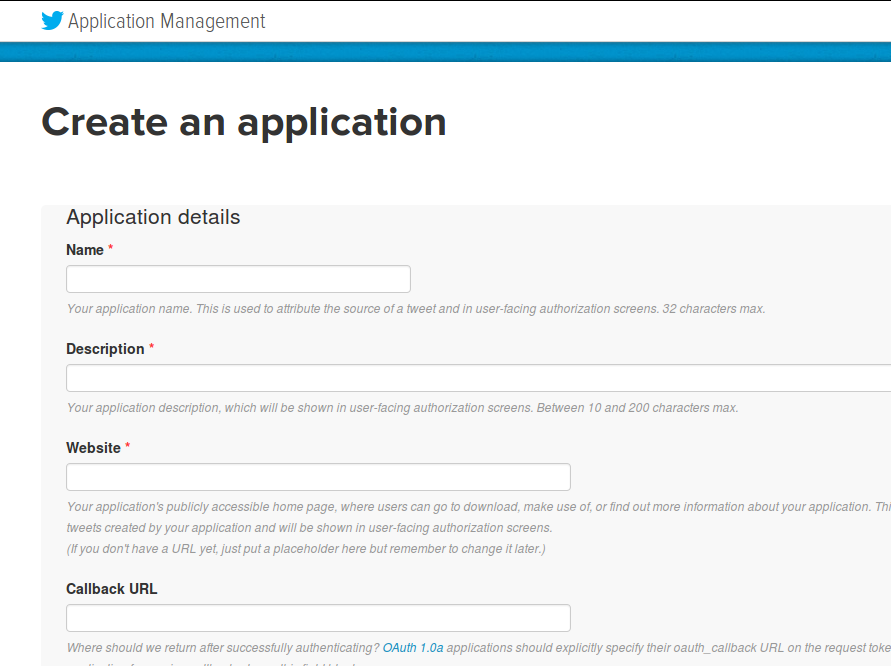 Application Management
Create an application
Application details
Name *
Your application name. This is used to attribute the source of a tweet and in user-facing authorization screens. 32 characters max.
Description *
Your application description, which will be shown in user-facing authorization screens. Between 10 and 200 characters max.
Website *
Your application's publicly accessible home page, where users can go to download, make use of, or find out more information about your application. Thi
tweets created by your application and will be shown in user-facing authorization screens.
(If you don't have a URL yet, just put a placeholder here but remember to change it later.)
Callback URL
Where should we return after successfully authenticating? OAuth 1.0a applications should explicitly specify their oauth_callback URL on the request toke